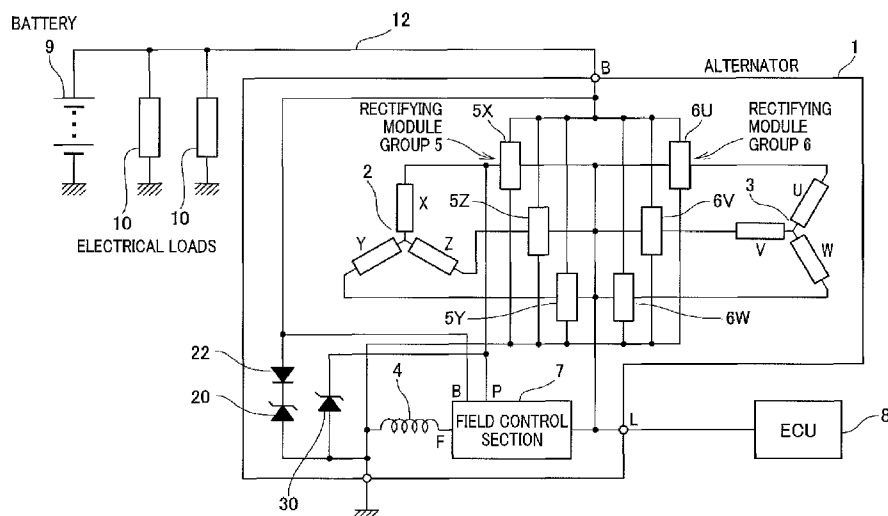 BATTERY
9
12
B
ALTERNATOR
1
RECTIFYING
MODULE
GROUP 5
5X
6U
RECTIFYING
MODULE
GROUP 6
2
X
5Z
6V
3
U
10
10
Y
Z
V
W
ELECTRICAL LOADS
5Y
6W
22
20
4
B
P
7
F
FIELD CONTROL
SECTION
L
ECU
8
30